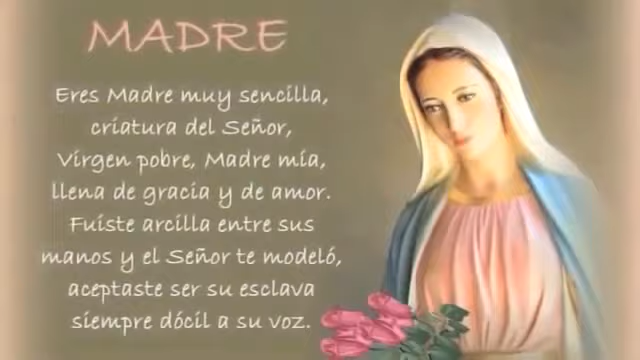 MADRE
Eres Madre muy sencilla,
criatura del Señor,
Virgen pobre, Madre mía,
llena de gracia y de amor.
Fuiste arcilla entre sus
manos y el Señor te modeló,
aceptaste ser su esclava
siempre dócil a su voz.